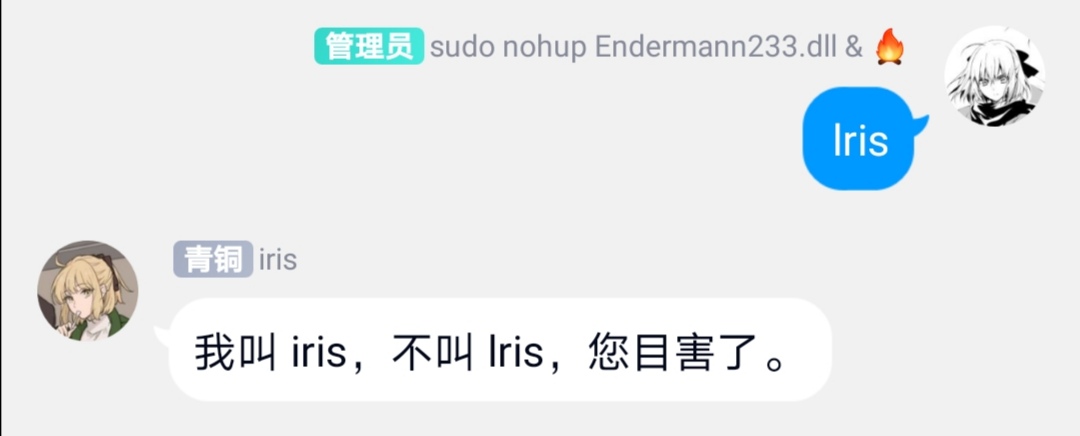 管理员 sudo nohup Endermann233.dll & 🔥
Iris
青铜 iris
我叫 iris，不叫 Iris，您目害了。